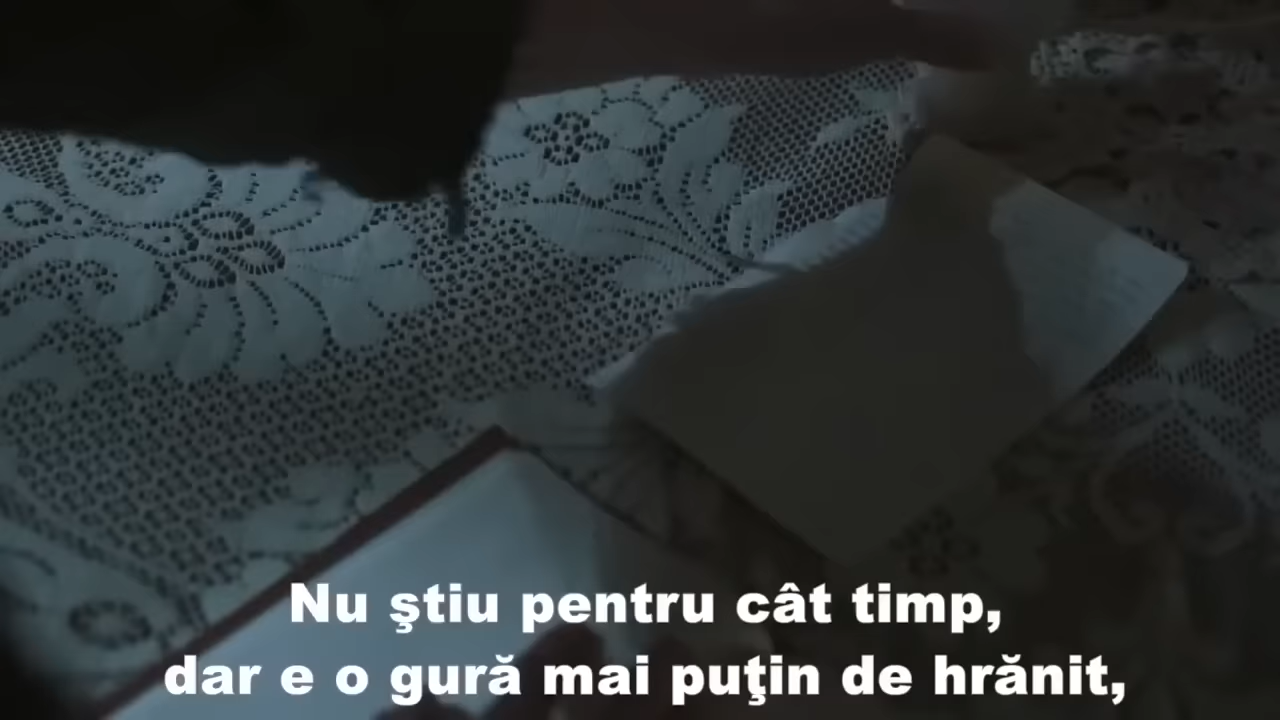 Nu ştiu pentru cât timp,
dar e o gură mai puţin de hrănit,